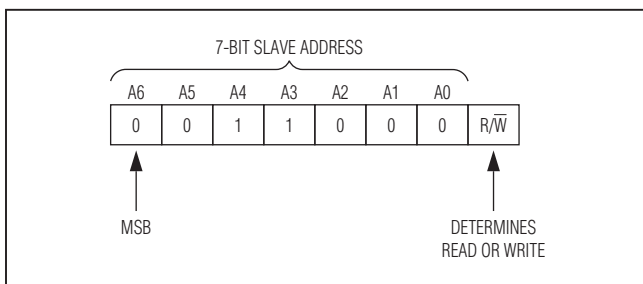 7-BIT SLAVE ADDRESS
A6 A5 A4 A3 A2 A1 A0
0 0 1 1 0 0 0 R/W̅
MSB DETERMINES
READ OR WRITE